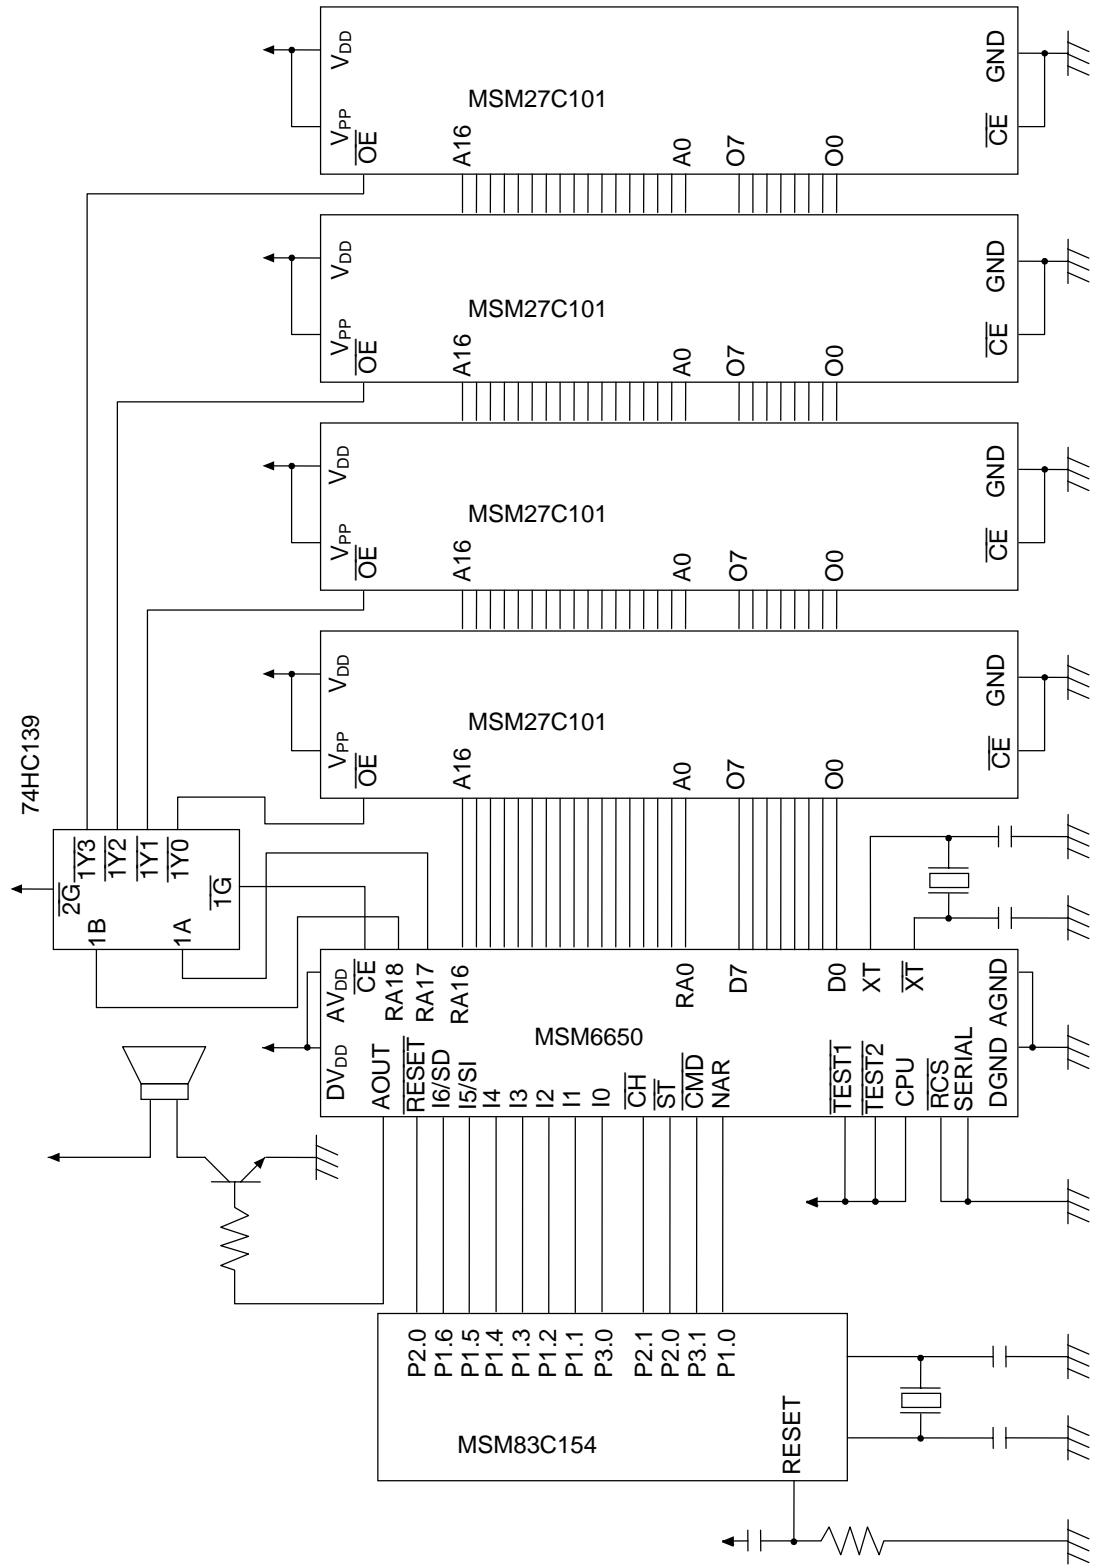 VDD
VPP
OE
MSM27C101
A16
A0
O7
O0
GND
CE
VDD
VPP
OE
MSM27C101
A16
A0
O7
O0
GND
CE
VDD
VPP
OE
MSM27C101
A16
A0
O7
O0
GND
CE
VDD
VPP
OE
MSM27C101
A16
A0
O7
O0
GND
CE
74HC139
2G
1Y3
1Y2
1Y1
1Y0
1B
1A
1G
DVDD
AVDD
CE
RA18
RA17
RA16
RA0
D7
D0
XT
XT
MSM6650
AOUT
RESET
I6/SD
I5/SI
I4
I3
I2
I1
I0
CH
ST
CMD
NAR
TEST1
TEST2
CPU
RCS
SERIAL
DGND
AGND
P2.0
P1.6
P1.5
P1.4
P1.3
P1.2
P1.1
P3.0
P2.1
P2.0
P3.1
P1.0
MSM83C154
RESET